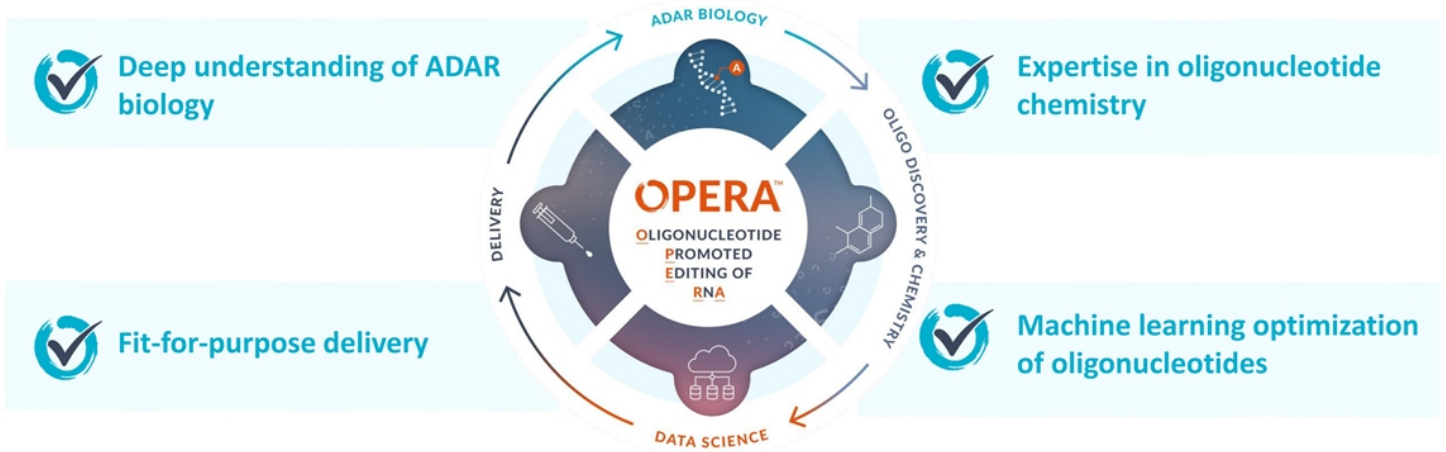 ADAR BIOLOGY
Deep understanding of ADAR
biology
Expertise in oligonucleotide
chemistry
A
A
OLIGO DISCOVERY & CHEMISTRY
DELIVERY
OPERA™
OLIGONUCLEOTIDE
PROMOTED
EDITING OF
RNA
Fit-for-purpose delivery
Machine learning optimization
of oligonucleotides
DATA SCIENCE